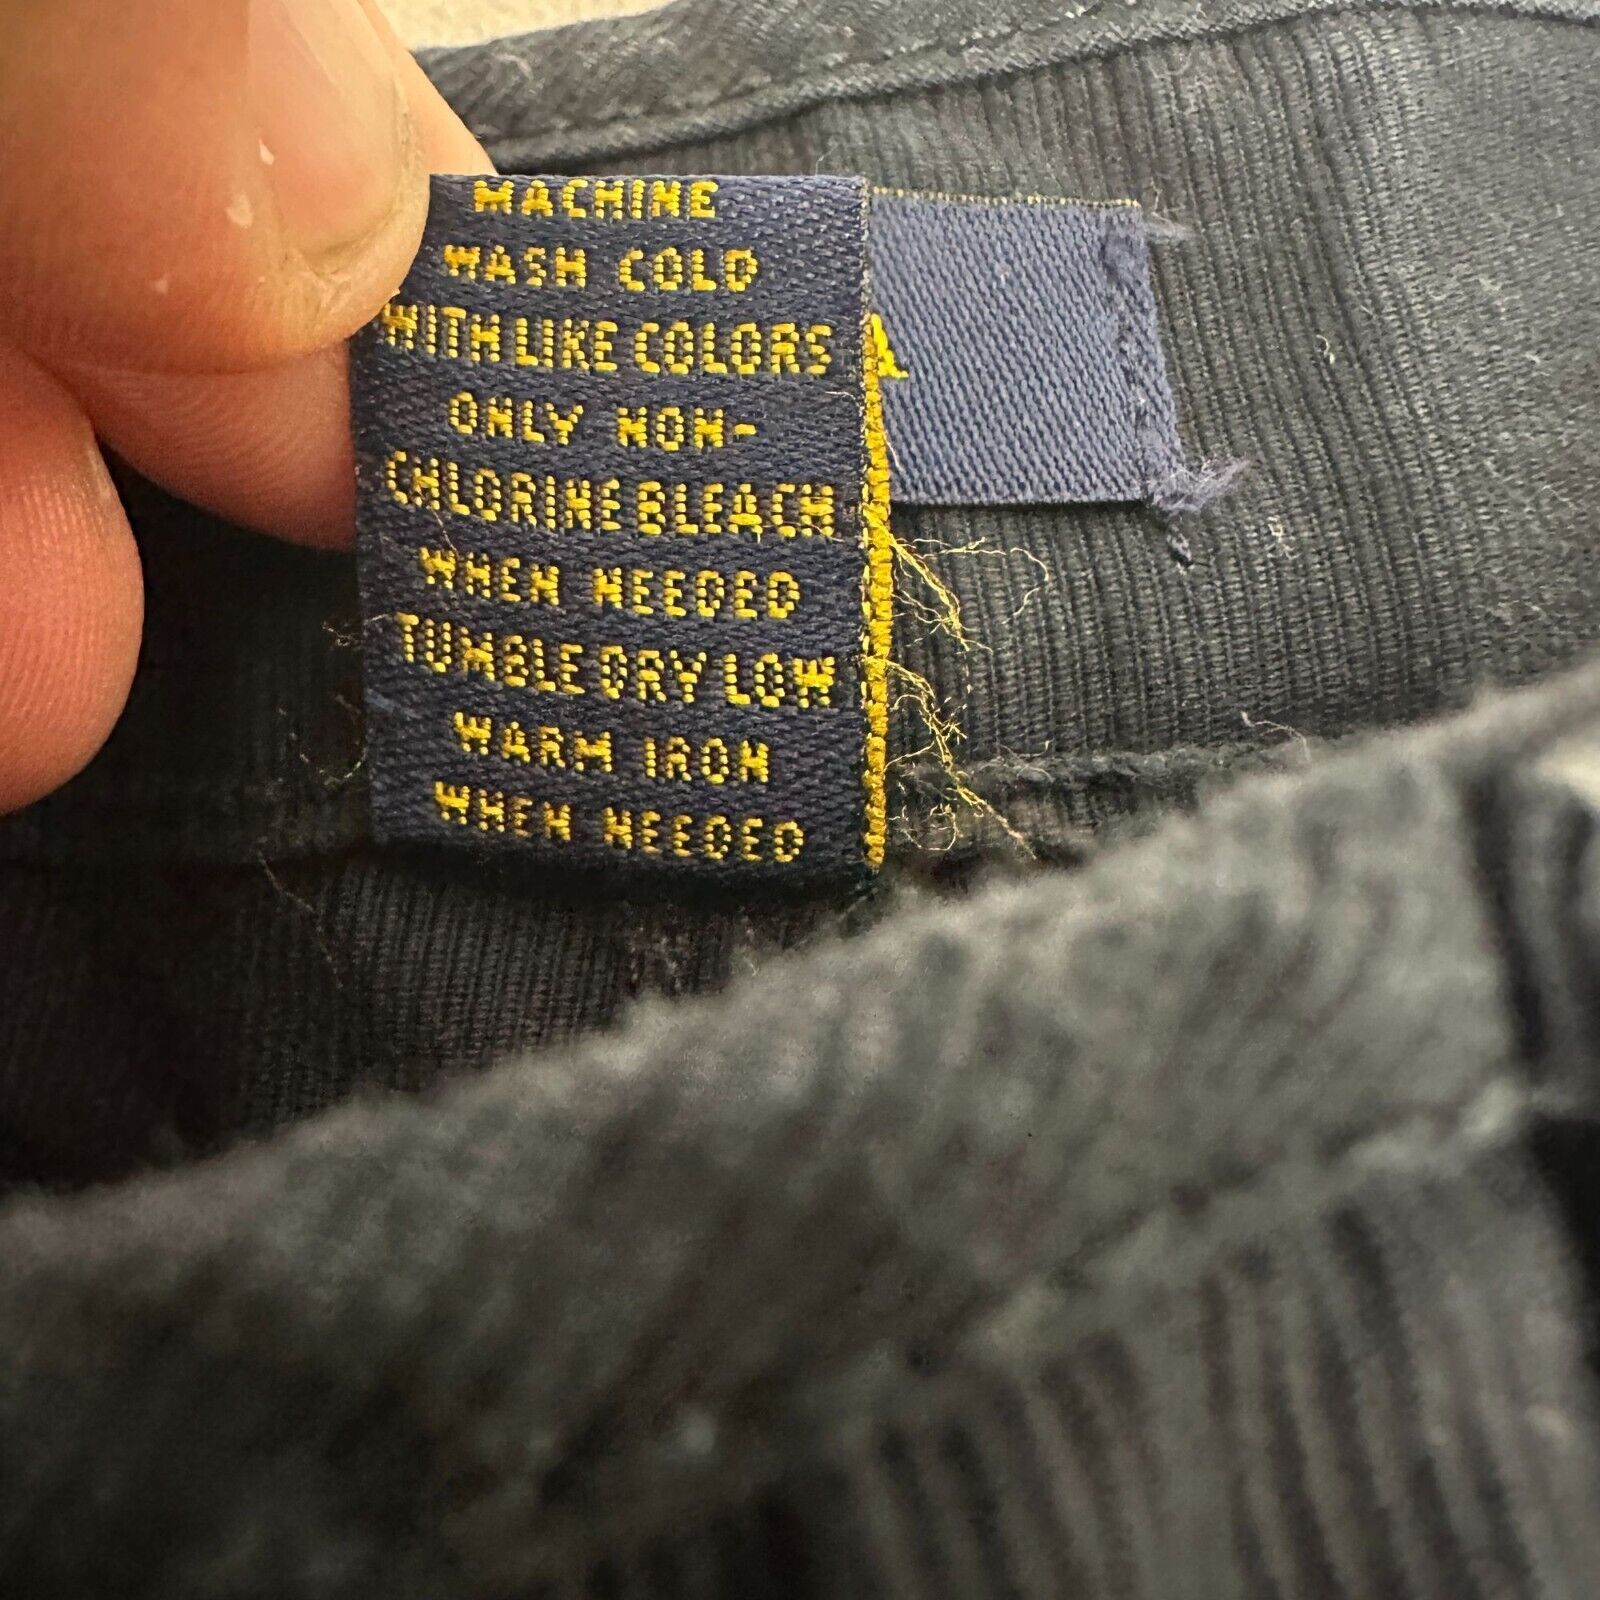 MACHINE
WASH COLD
WITH LIKE COLORS
ONLY NON-
CHLORINE BLEACH
WHEN NEEDED
TUMBLE DRY LOW
WARM IRON
WHEN NEEDED